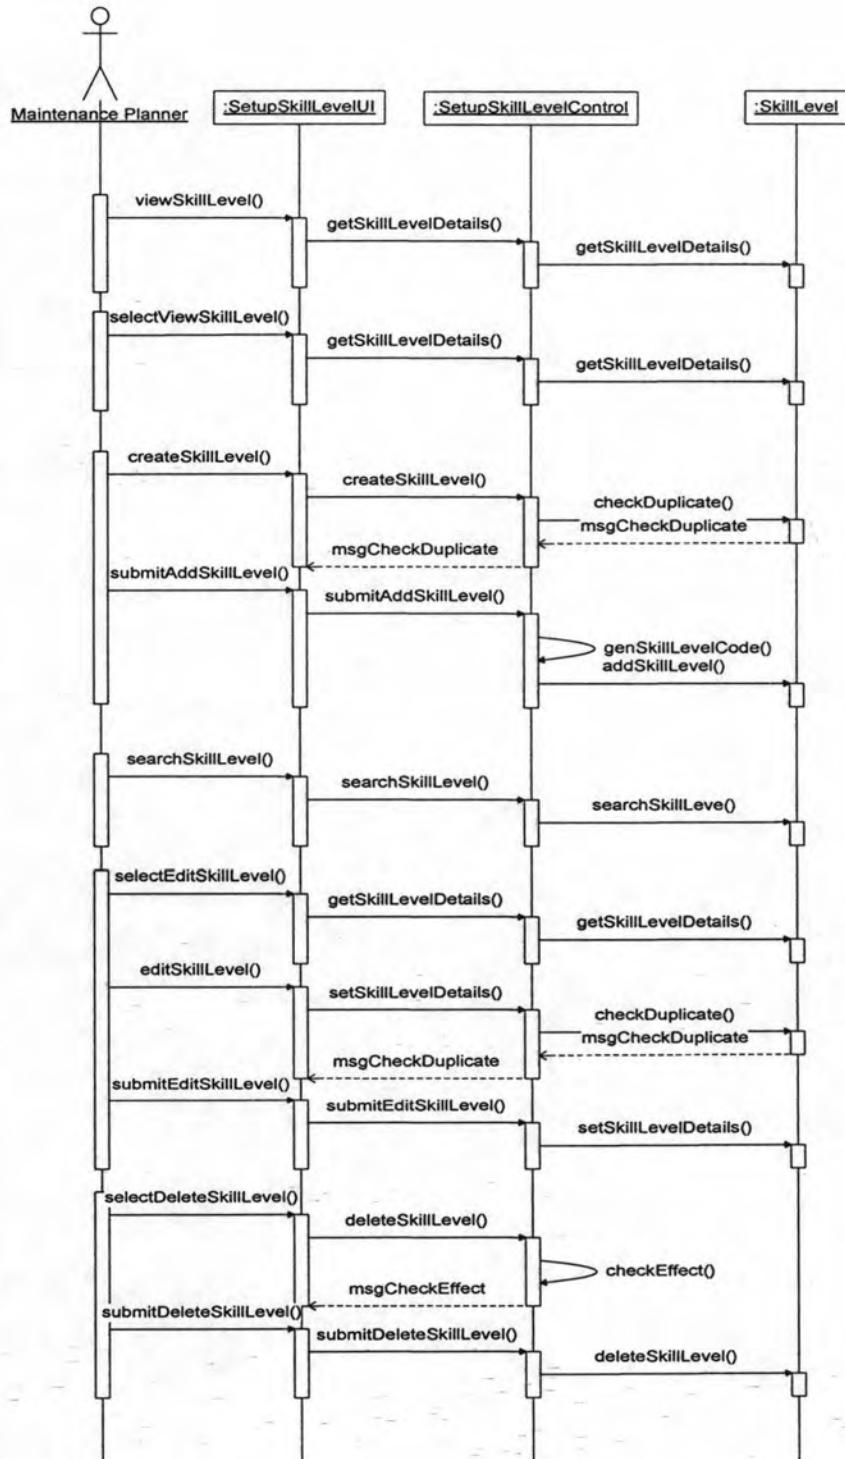 Maintenance Planner
:SetupSkillLevelUI
:SetupSkillLevelControl
:SkillLevel
viewSkillLevel()
getSkillLevelDetails()
getSkillLevelDetails()
selectViewSkillLevel()
getSkillLevelDetails()
getSkillLevelDetails()
createSkillLevel()
createSkillLevel()
checkDuplicate()
msgCheckDuplicate
msgCheckDuplicate
submitAddSkillLevel()
submitAddSkillLevel()
genSkillLevelCode()
addSkillLevel()
searchSkillLevel()
searchSkillLevel()
searchSkillLeve()
selectEditSkillLevel()
getSkillLevelDetails()
getSkillLevelDetails()
editSkillLevel()
setSkillLevelDetails()
checkDuplicate()
msgCheckDuplicate
msgCheckDuplicate
submitEditSkillLevel()
submitEditSkillLevel()
setSkillLevelDetails()
selectDeleteSkillLevel()
deleteSkillLevel()
checkEffect()
msgCheckEffect
submitDeleteSkillLevel()
submitDeleteSkillLevel()
deleteSkillLevel()